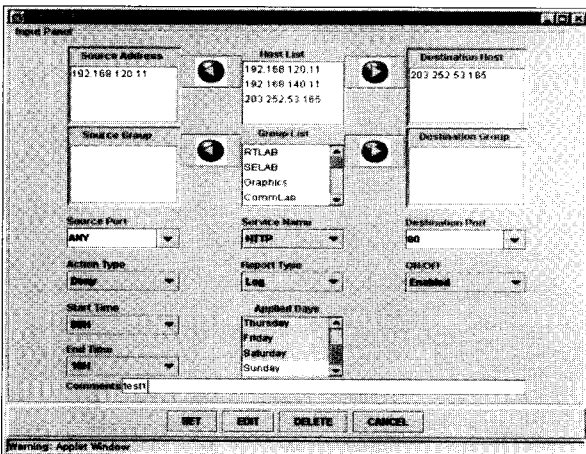 Input Panel
Source Address
Host List
Destination Host
192.168.120.11
192.168.120.11
192.168.140.11
203.252.53.165
203.252.53.165
Source Group
Group List
Destination Group
RTLAB
SELAB
Graphics
CommLab
Source Port
Service Name
Destination Port
ANY
HTTP
80
Action Type
Report Type
ON/OFF
Deny
Log
Enabled
Start Time
Applied Days
Thursday
Friday
Saturday
Sunday
End Time
Comments test1
SET
EDIT
DELETE
CANCEL
Warning: Applet Window